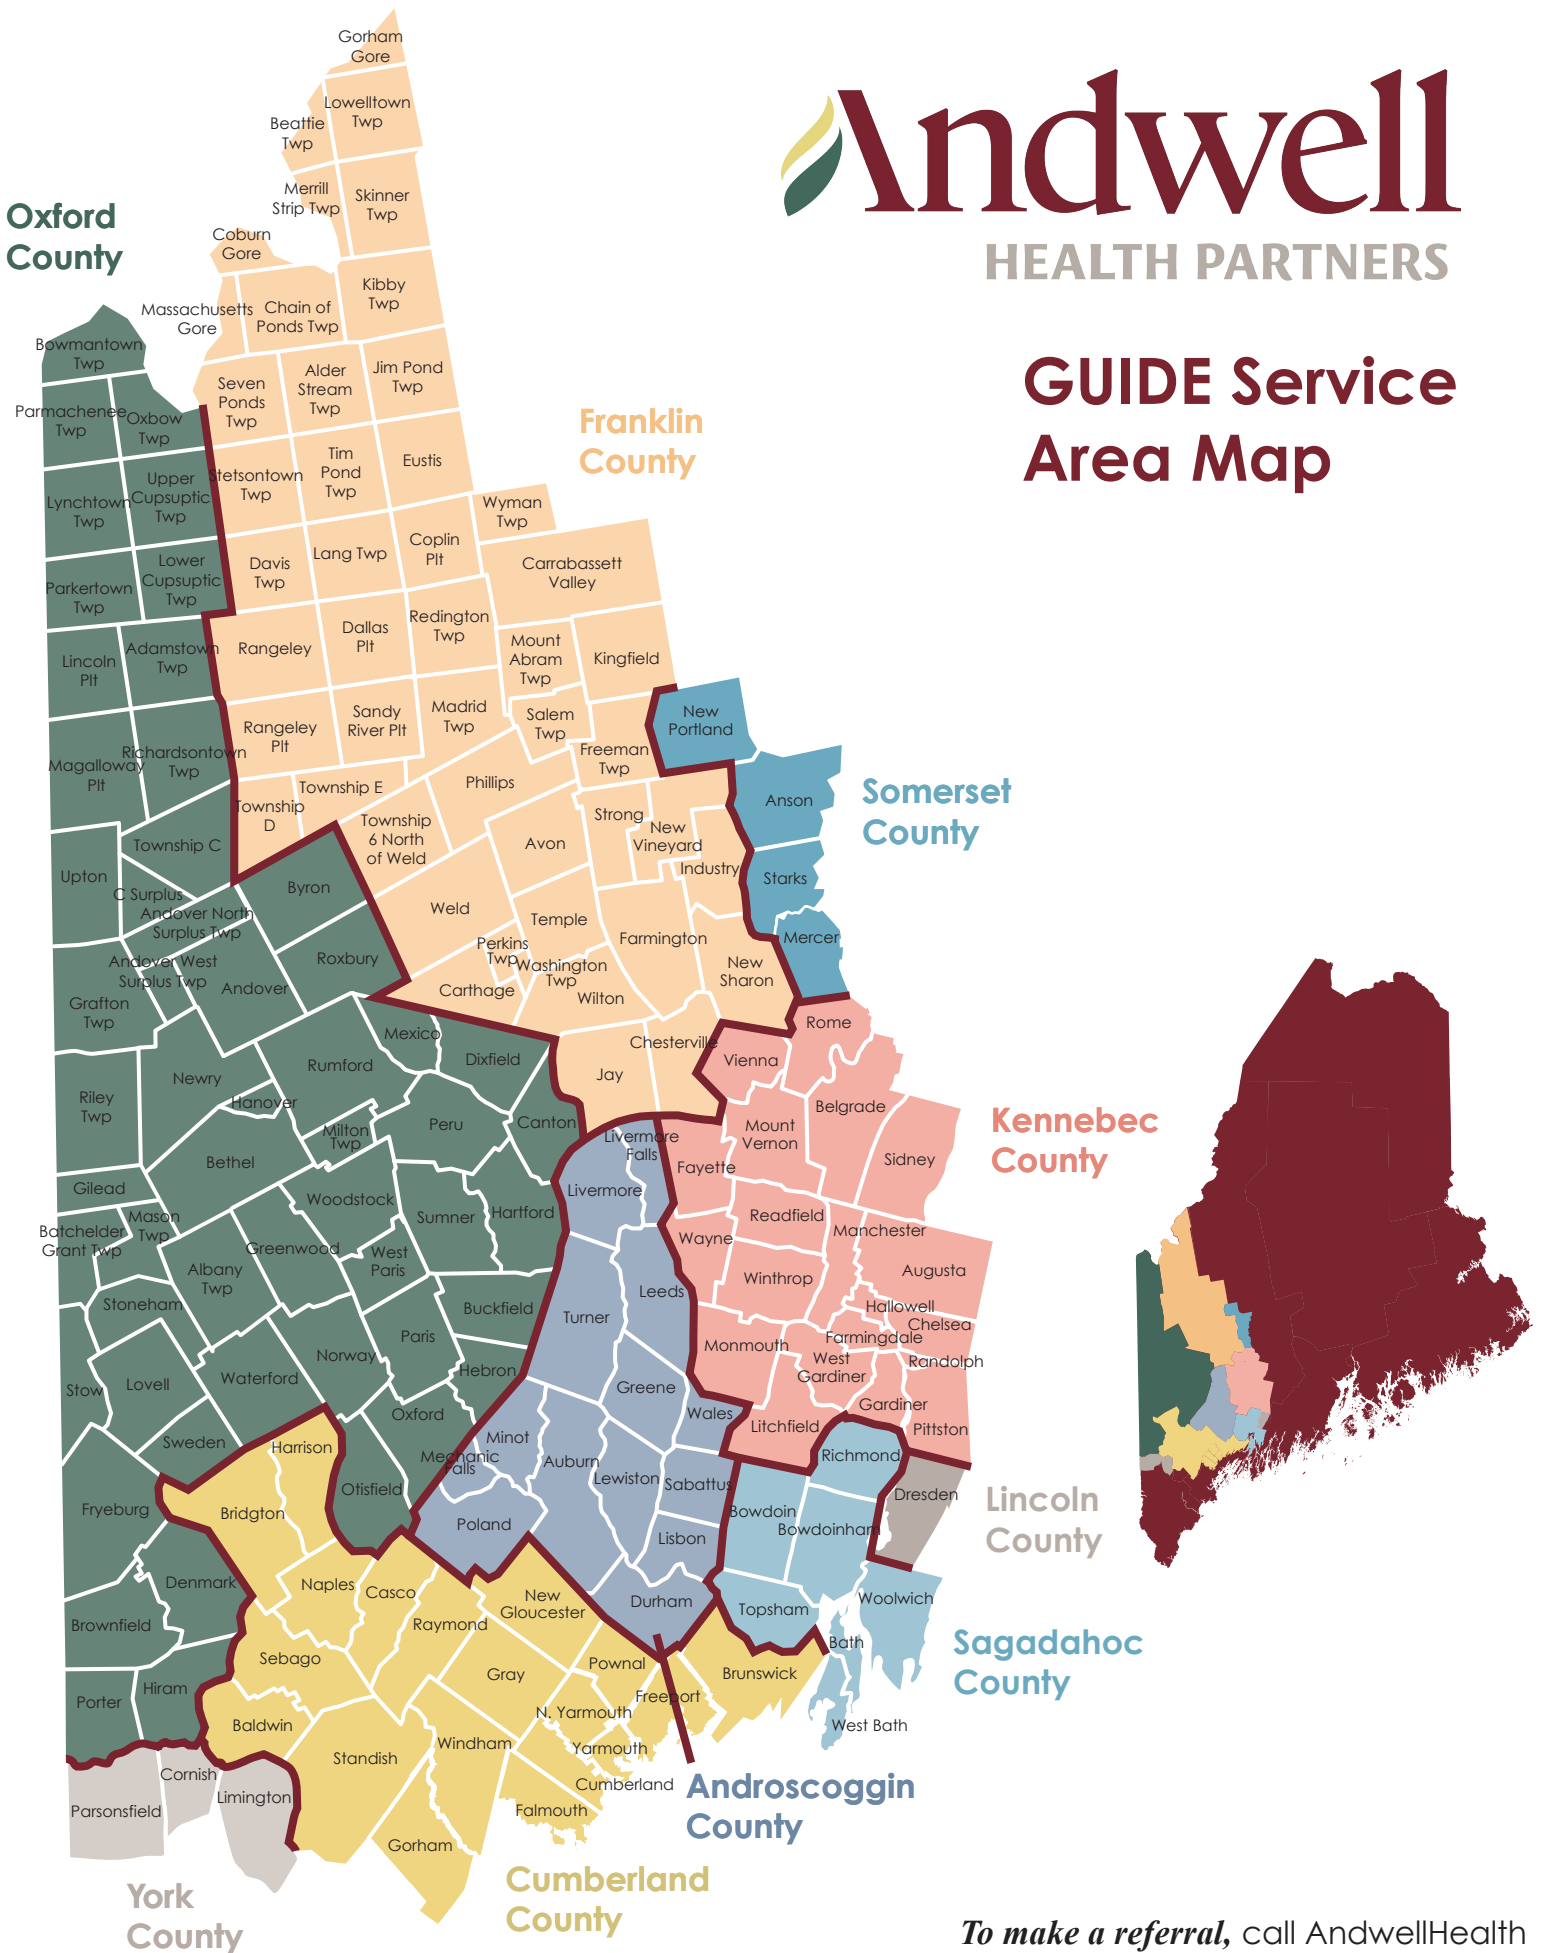 Andwell
HEALTH PARTNERS
GUIDE Service
Area Map
Oxford
County
Gorham
Gore
Lowelltown
Twp
Beattie
Twp
Merrill
Strip Twp
Skinner
Twp
Coburn
Gore
Kibby
Twp
Massachusetts
Gore
Chain of
Ponds Twp
Bowmantown
Twp
Seven
Ponds
Twp
Alder
Stream
Twp
Jim Pond
Twp
Parmachenee
Twp
Oxbow
Twp
Franklin
County
Stetsontown
Twp
Tim
Pond
Twp
Eustis
Lynchtown
Twp
Upper
Cupsuptic
Twp
Wyman
Twp
Davis
Twp
Lang Twp
Coplin
Plt
Carrabassett
Valley
Parkertown
Twp
Lower
Cupsuptic
Twp
Rangeley
Dallas
Plt
Redington
Twp
Mount
Abram
Twp
Kingfield
Lincoln
Plt
Adamstown
Twp
Rangeley
Plt
Sandy
River Plt
Madrid
Twp
Salem
Twp
Freeman
Twp
New
Portland
Magalloway
Plt
Richardsontown
Twp
Township
D
Township E
Phillips
Township
6 North
of Weld
Strong
New
Vineyard
Industry
Anson
Somerset
County
Starks
Mercer
Avon
Upton
Township C
C Surplus
Andover North
Surplus Twp
Byron
Weld
Temple
Farmington
Perkins
Twp
Washington
Twp
New
Sharon
Andover West
Surplus Twp
Andover
Roxbury
Carthage
Wilton
Grafton
Twp
Mexico
Dixfield
Chesterville
Jay
Rome
Vienna
Rumford
Newry
Riley
Twp
Hanover
Milton
Twp
Peru
Canton
Belgrade
Mount
Vernon
Kennebec
County
Sidney
Livermore
Falls
Fayette
Bethel
Gilead
Livermore
Woodstock
Sumner
Hartford
Readfield
Manchester
Wayne
Batchelder
Grant Twp
Mason
Twp
Greenwood
West
Paris
Albany
Twp
Winthrop
Augusta
Stoneham
Buckfield
Turner
Leeds
Hallowell
Chelsea
Farmingdale
Monmouth
Paris
Norway
West
Gardiner
Randolph
Hebron
Greene
Stow
Lovell
Waterford
Oxford
Wales
Gardiner
Litchfield
Pittston
Sweden
Harrison
Minot
Mechanic
Falls
Auburn
Lewiston
Sabattus
Richmond
Otisfield
Dresden
Lincoln
County
Fryeburg
Bridgton
Poland
Bowdoin
Bowdoinham
Lisbon
Denmark
Naples
Casco
Raymond
New
Gloucester
Durham
Topsham
Woolwich
Brownfield
Bath
Sagadahoc
County
Sebago
Gray
Pownal
Brunswick
Hiram
Porter
Freeport
N. Yarmouth
West Bath
Baldwin
Standish
Windham
Yarmouth
Cumberland
Androscoggin
County
Cornish
Limington
Parsonsfield
Falmouth
Gorham
Cumberland
County
York
County
To make a referral, call AndwellHealth